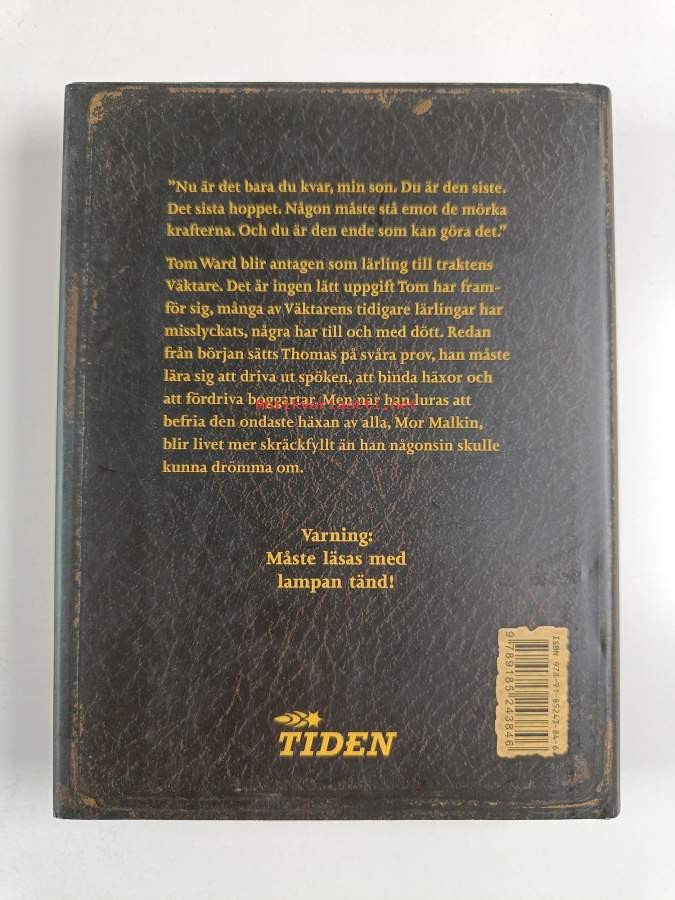 ”Nu är det bara du kvar, min son. Du är den siste.
Det sista hoppet. Någon måste stå emot de mörka
krafterna. Och du är den ende som kan göra det.”
Tom Ward blir antagen som lärling till traktens
Väktare. Det är ingen lätt uppgift Tom har fram-
för sig, många av Väktarens tidigare lärlingar har
misslyckats, några har till och med dött. Redan
från början sätts Thomas på svåra prov, han måste
lära sig att driva ut spöken, att binda häxor och
att fördriva boggartar. Men när han luras att
antikvariantyl.net
befria den ondaste häxan av alla, Mor Malkin,
blir livet mer skräckfyllt än han någonsin skulle
kunna drömma om.
Varning:
Måste läsas med
lampan tänd!
ISBN 978-91-85243-84-6
9 789185 243846
TIDEN